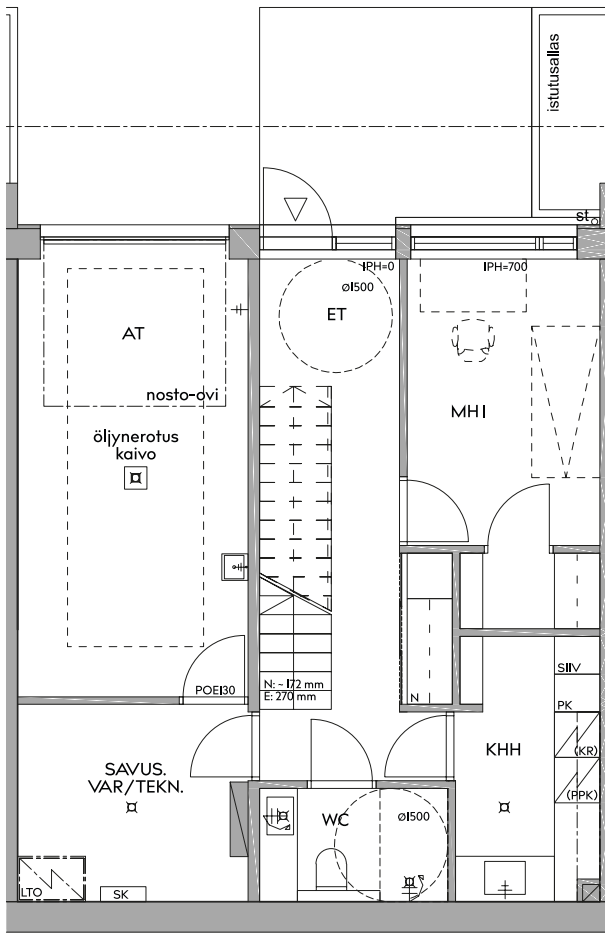 istutusallas
st.
IPH=0
IPH=700
ø1500
ET
AT
nosto-ovi
MH1
öljynerotus
kaivo
POEI30
N: ~ 172 mm
E: 270 mm
N
SIIV
PK
(KR)
(PPK)
KHH
SAVUS.
VAR/TEKN.
WC
ø1500
LTO
SK